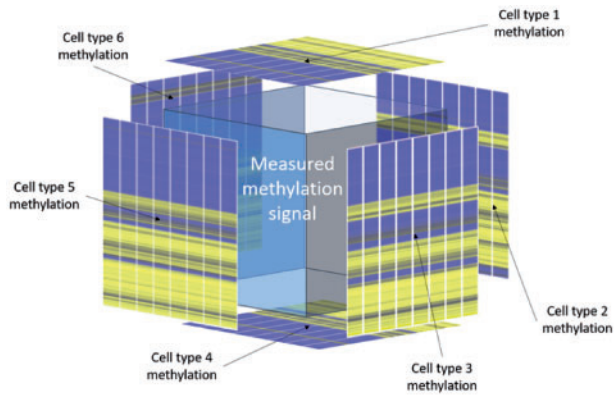 Cell type 1
methylation
Cell type 6
methylation
Measured
methylation
signal
Cell type 5
methylation
Cell type 2
methylation
Cell type 4
methylation
Cell type 3
methylation